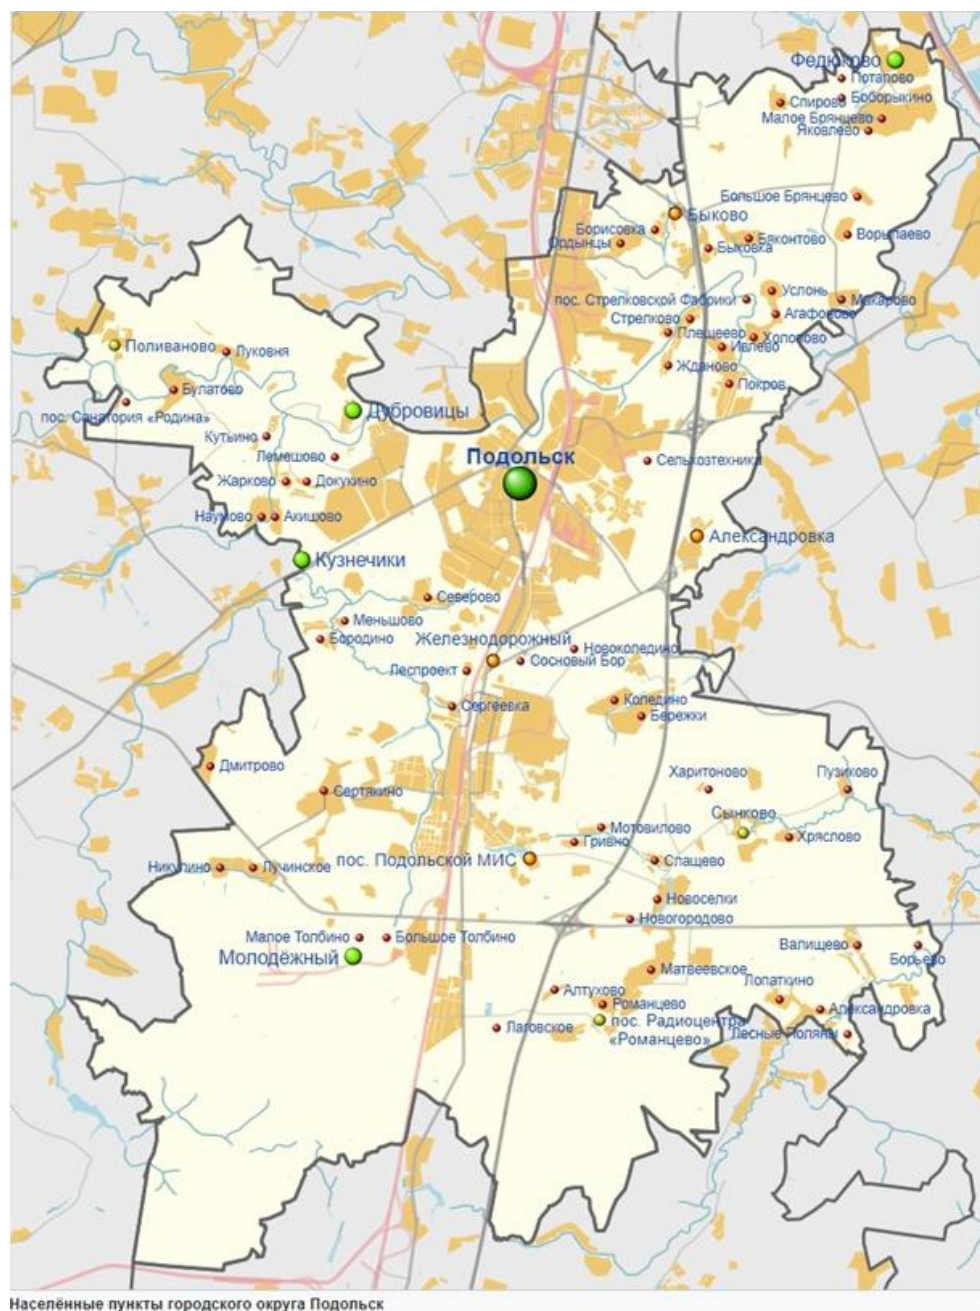 Федюково
Потапово
Боборыкино
Спирово
Малое Брянцево
Яковлево
Большое Брянцево
Быково
Борисовка
Ордынцы
Бяконтово
Ворыпаево
Быковка
Услонь
пос. Стрелковской Фабрики
Макарово
Агафоново
Стрелково
Плещеево
Холопово
Поливаново
Ивлево
Луковня
Жданово
Покров
Булатово
пос. Санатория «Родина»
Дубровицы
Кутьино
Подольск
Лемешово
Сельхозтехника
Жарково
Докукино
Наумово
Акишово
Александровка
Кузнечики
Северово
Меньшово
Бородино
Железнодорожный
Новоколедино
Сосновый Бор
Леспроект
Коледино
Сергеевка
Бережки
Дмитрово
Харитоново
Пузиково
Сертякино
Сынково
Мотовилово
Хряслово
Гривно
пос. Подольской МИС
Слащево
Никулино
Лучинское
Новоселки
Новогородово
Малое Толбино
Большое Толбино
Валищево
Борьево
Молодёжный
Матвеевское
Лопаткино
Алтухово
Романцево
Александровка
пос. Радиоцентра
«Романцево»
Лаговское
Лесные Поляны
Населённые пункты городского округа Подольск